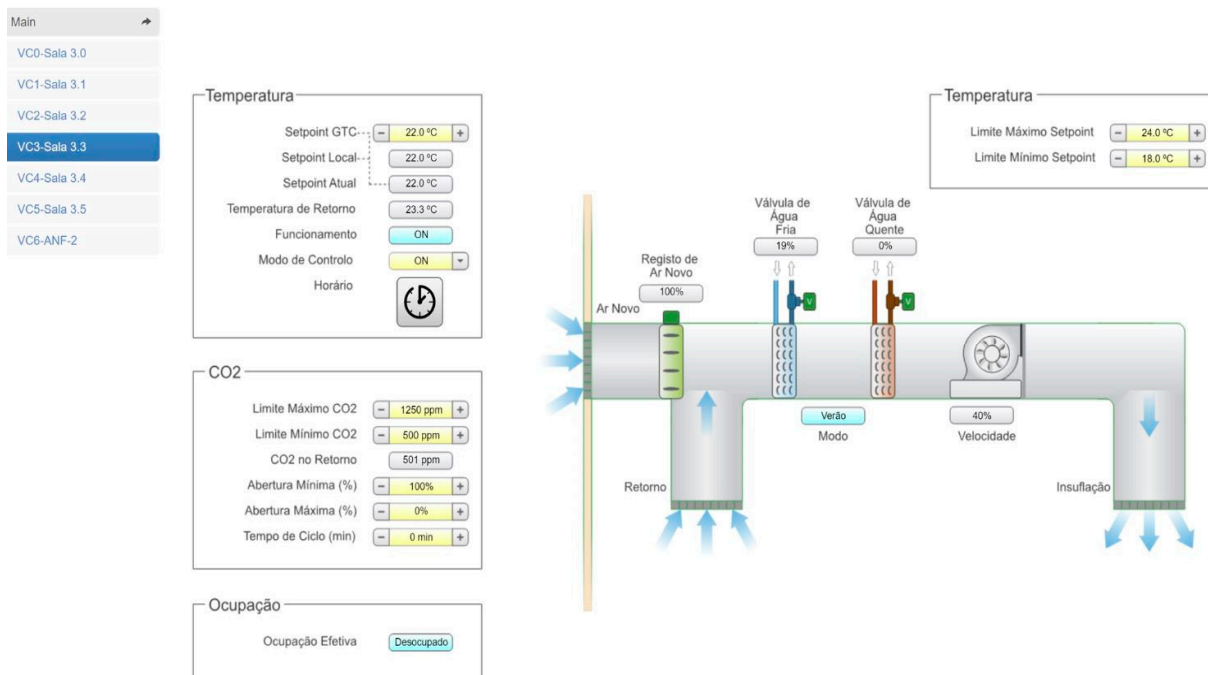 Main
VC0-Sala 3.0
VC1-Sala 3.1
VC2-Sala 3.2
VC3-Sala 3.3
VC4-Sala 3.4
VC5-Sala 3.5
VC6-ANF-2
Temperatura
Setpoint GTC - 22.0 ºC +
Setpoint Local 22.0 ºC
Setpoint Atual 22.0 ºC
Temperatura de Retorno 23.3 ºC
Funcionamento ON
Modo de Controlo ON
Horário
CO2
Limite Máximo CO2 - 1250 ppm +
Limite Mínimo CO2 - 500 ppm +
CO2 no Retorno 501 ppm
Abertura Mínima (%) - 100% +
Abertura Máxima (%) - 0% +
Tempo de Ciclo (min) - 0 min +
Ocupação
Ocupação Efetiva Desocupado
Temperatura
Limite Máximo Setpoint - 24.0 ºC +
Limite Mínimo Setpoint - 18.0 ºC +
Válvula de
Água
Fria
19%
Válvula de
Água
Quente
0%
Registo de
Ar Novo
100%
Ar Novo
V
V
Verão
Modo
40%
Velocidade
Retorno
Insuflação